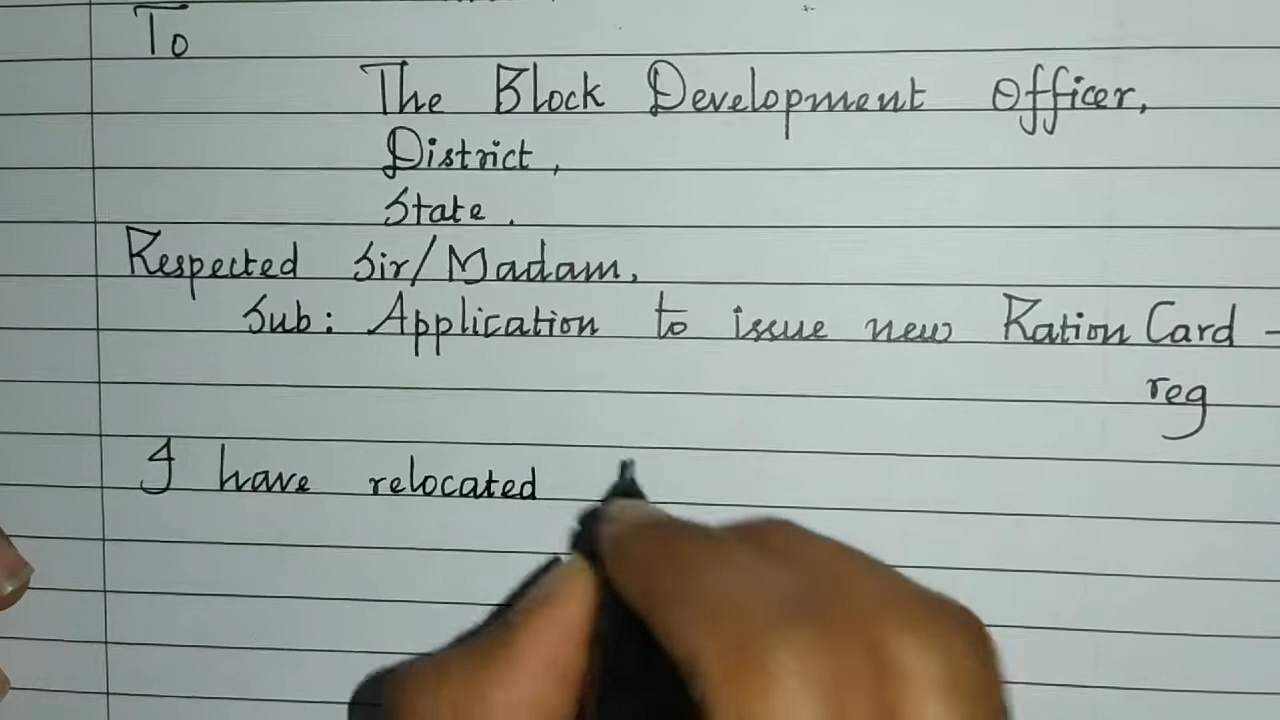 To
The Block Development Officer,
District,
State.
Respected Sir/Madam,
Sub: Application to issue new Ration Card -
reg
I have relocated